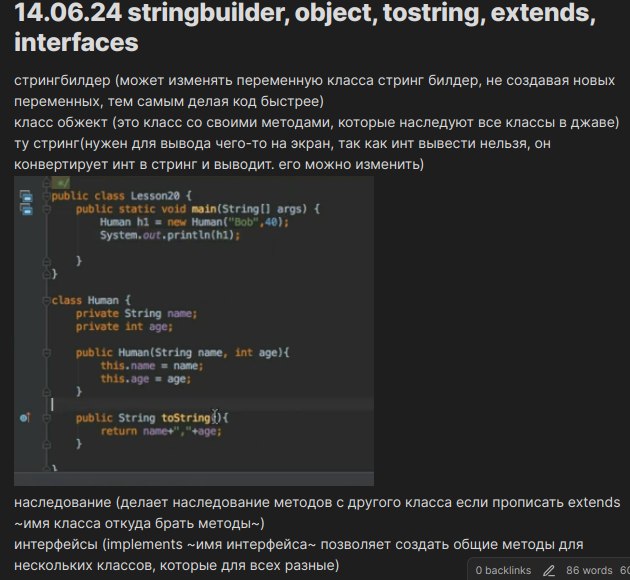 14.06.24 stringbuilder, object, tostring, extends,
interfaces
стрингбилдер (может изменять переменную класса стринг билдер, не создавая новых
переменных, тем самым делая код быстрее)
класс обжект (это класс со своими методами, которые наследуют все классы в джаве)
ту стринг(нужен для вывода чего-то на экран, так как инт вывести нельзя, он
конвертирует инт в стринг и выводит. его можно изменить)
*/
public class Lesson20 {
public static void main(String[] args) {
Human h1 = new Human("Bob",40);
System.out.println(h1);
}
}
class Human {
private String name;
private int age;
public Human(String name, int age){
this.name = name;
this.age = age;
}
public String toString(){
return name+","+age;
}
}
наследование (делает наследование методов с другого класса если прописать extends
~имя класса откуда брать методы~)
интерфейсы (implements ~имя интерфейса~ позволяет создать общие методы для
нескольких классов, которые для всех разные)
0 backlinks 86 words 60